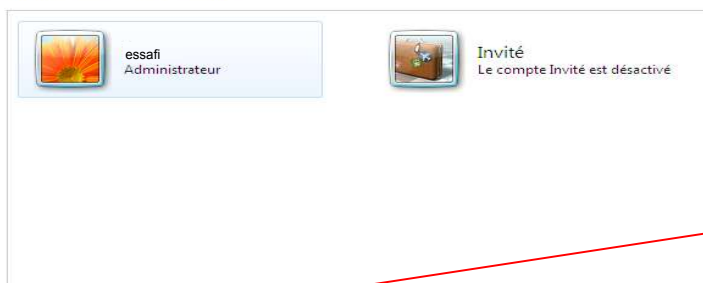 essafi
Administrateur
Invité
Le compte Invité est désactivé